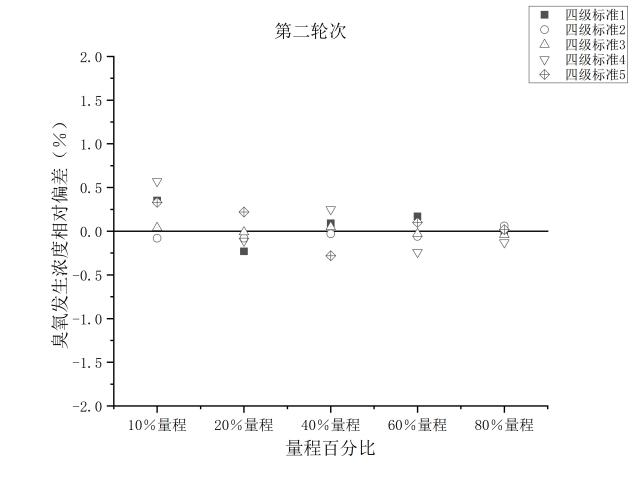 第二轮次
四级标准1
四级标准2
四级标准3
四级标准4
四级标准5
臭氧发生浓度相对偏差（%）
2.0
1.5
1.0
0.5
0.0
-0.5
-1.0
-1.5
-2.0
10%量程 20%量程 40%量程 60%量程 80%量程
量程百分比